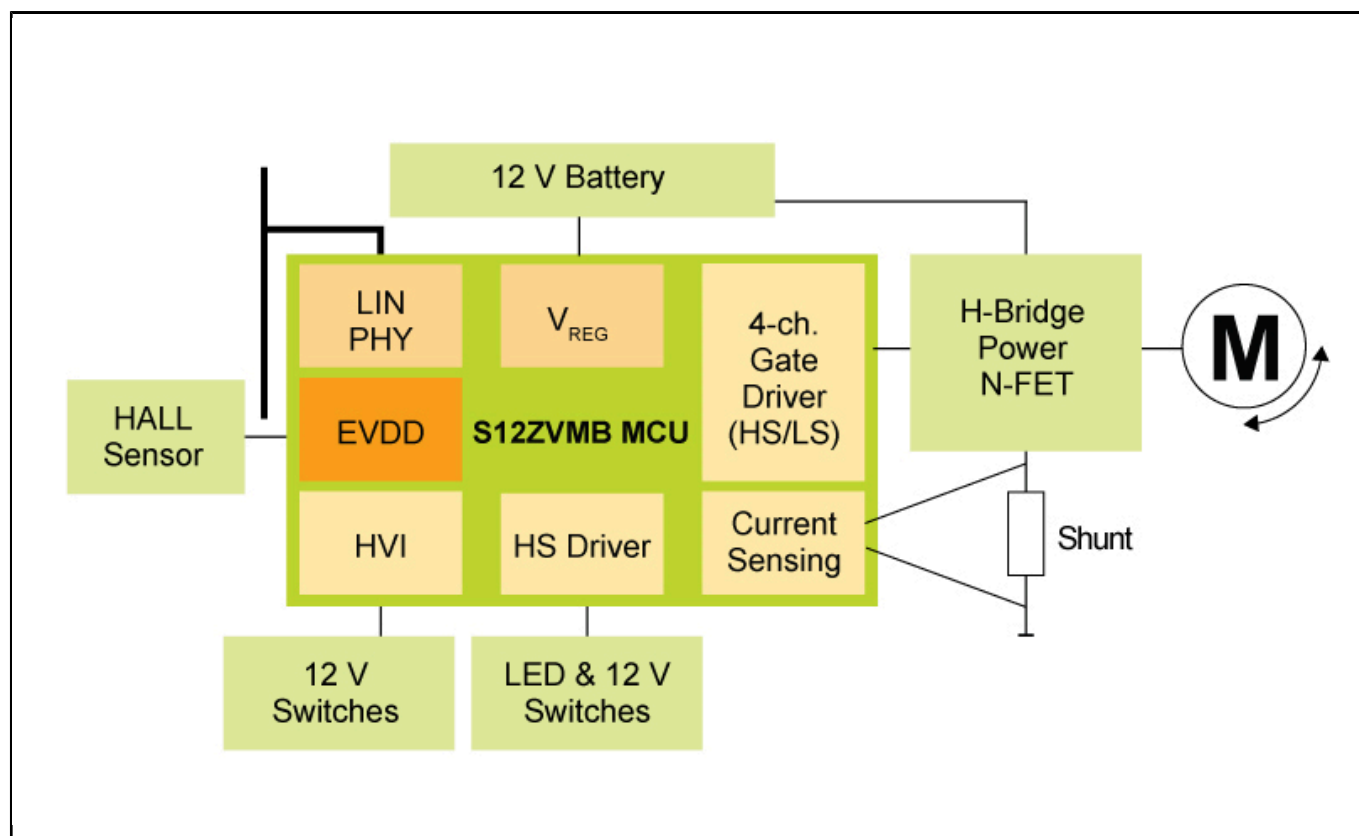 12 V Battery
LIN
PHY
VREG
4-ch.
Gate
Driver
(HS/LS)
H-Bridge
Power
N-FET
M
HALL
Sensor
EVDD
S12ZVMB MCU
HVI
HS Driver
Current
Sensing
Shunt
12 V
Switches
LED & 12 V
Switches